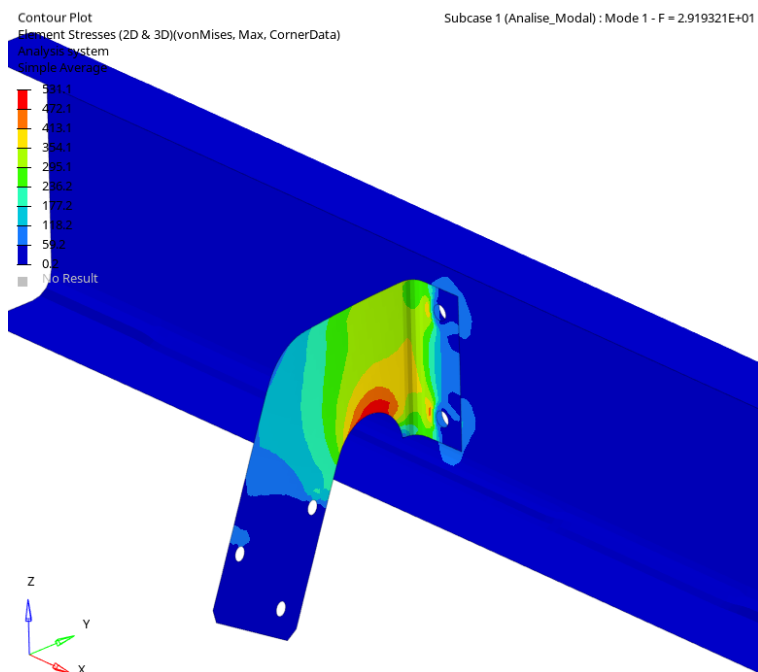 Contour Plot
Subcase 1 (Analise_Modal) : Mode 1 - F = 2.919321E+01
Element Stresses (2D & 3D)(vonMises, Max, CornerData)
Analysis system
Simple Average
531.1
472.1
413.1
354.1
295.1
236.2
177.2
118.2
59.2
No Result
Z
Y
X